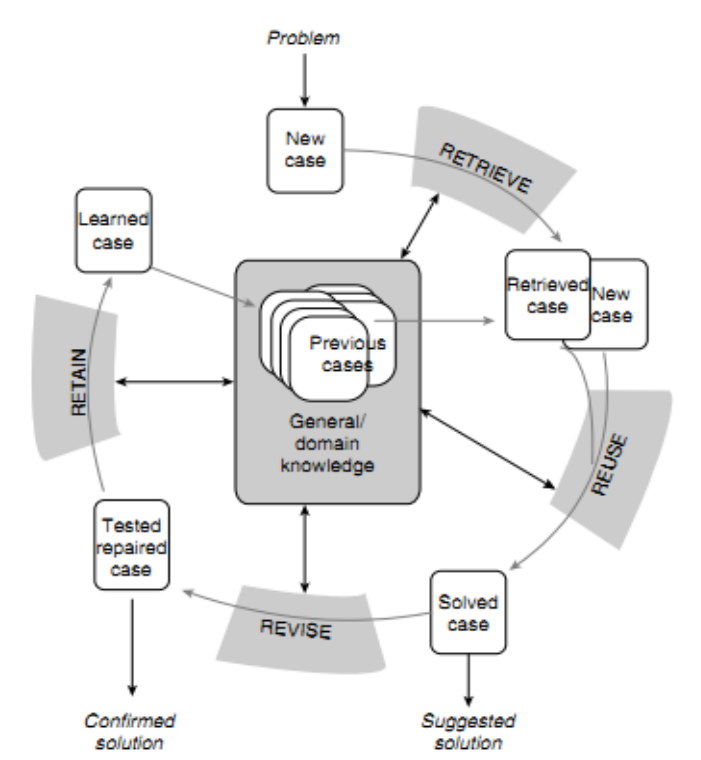 Problem
New
case
RETRIEVE
Learned
case
Retrieved
case
New
case
Previous
cases
General/
domain
knowledge
RETAIN
REUSE
Tested
repaired
case
REVISE
Solved
case
Confirmed
solution
Suggested
solution